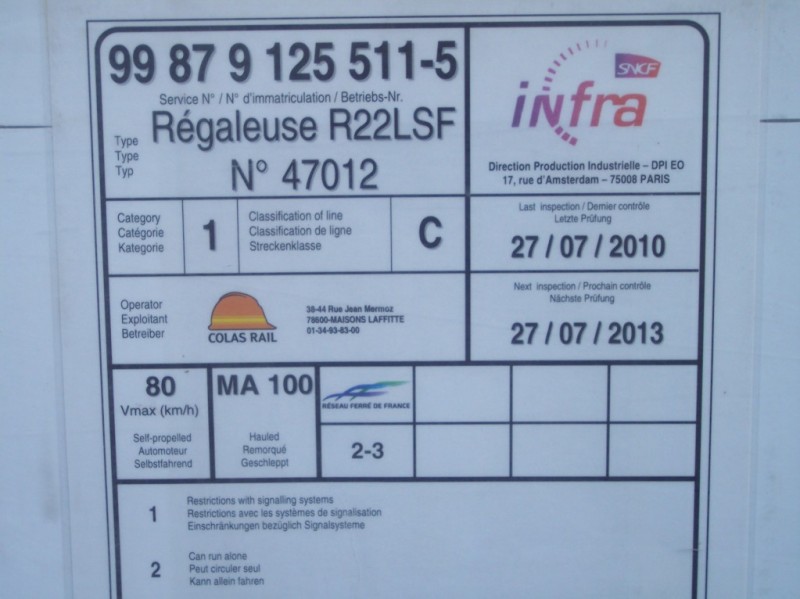 99 87 9 125 511-5
Service N° / N° d'immatriculation / Betriebs-Nr.
Type
Type
Typ
Régaleuse R22LSF
N° 47012
SNCF
infra
Direction Production Industrielle – DPI EO
17, rue d'Amsterdam – 75008 PARIS
Category
Catégorie
Kategorie
1
Classification of line
Classification de ligne
Streckenklasse
C
Last inspection / Dernier contrôle
Letzte Prüfung
27 / 07 / 2010
Next inspection / Prochain contrôle
Nächste Prüfung
27 / 07 / 2013
Operator
Exploitant
Betreiber
COLAS RAIL
38-44 Rue Jean Mermoz
78600-MAISONS LAFFITTE
01-34-93-83-00
80
Vmax (km/h)
Self-propelled
Automoteur
Selbstfahrend
MA 100
Hauled
Remorqué
Geschleppt
RÉSEAU FERRÉ DE FRANCE
2-3
1
Restrictions with signalling systems
Restrictions avec les systèmes de signalisation
Einschränkungen bezüglich Signalsysteme
2
Can run alone
Peut circuler seul
Kann allein fahren